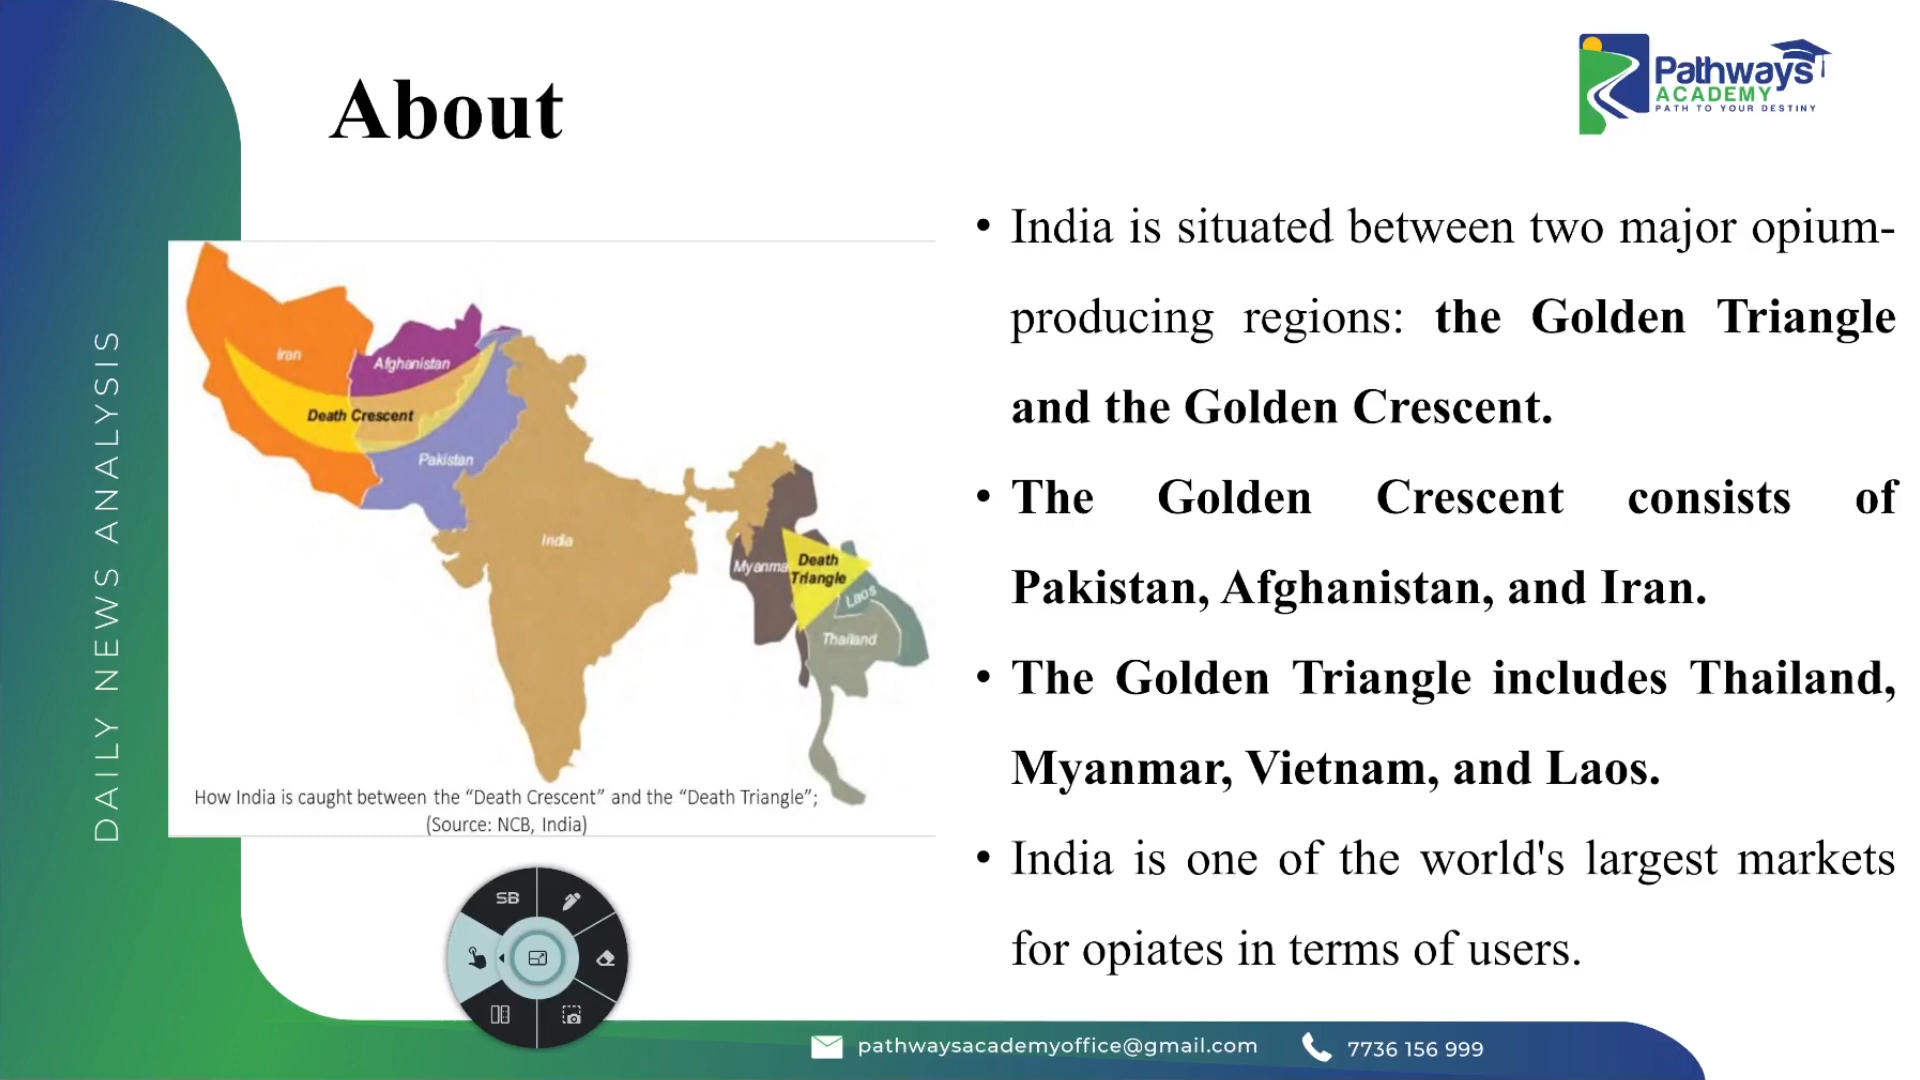 About
Pathways
ACADEMY
PATH TO YOUR DESTINY
DAILY NEWS ANALYSIS
Iran
Afghanistan
Death Crescent
Pakistan
India
Myanma
Death
Triangle
Laos
Thailand
How India is caught between the “Death Crescent” and the “Death Triangle”;
(Source: NCB, India)
• India is situated between two major opium-
producing regions: the Golden Triangle
and the Golden Crescent.
• The Golden Crescent consists of
Pakistan, Afghanistan, and Iran.
• The Golden Triangle includes Thailand,
Myanmar, Vietnam, and Laos.
• India is one of the world's largest markets
for opiates in terms of users.
SB
pathwaysacademyoffice@gmail.com
7736 156 999